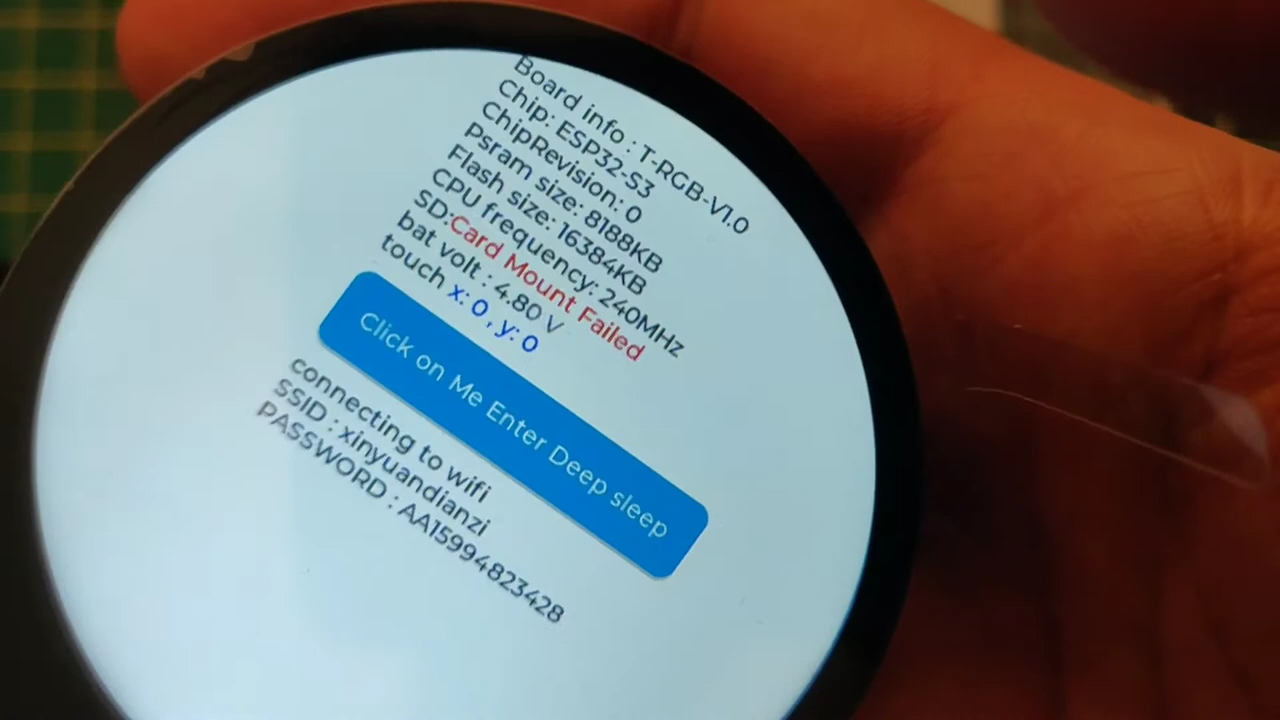 Board info : T-RGB-V1.0
Chip: ESP32-S3
ChipRevision: 0
Psram size: 8188KB
Flash size: 16384KB
CPU frequency: 240MHz
SD:Card Mount Failed
bat volt : 4.80 V
touch x: 0 , y: 0
Click on Me Enter Deep sleep
connecting to wifi
SSID : xinyuandianzi
PASSWORD : AA15994823428